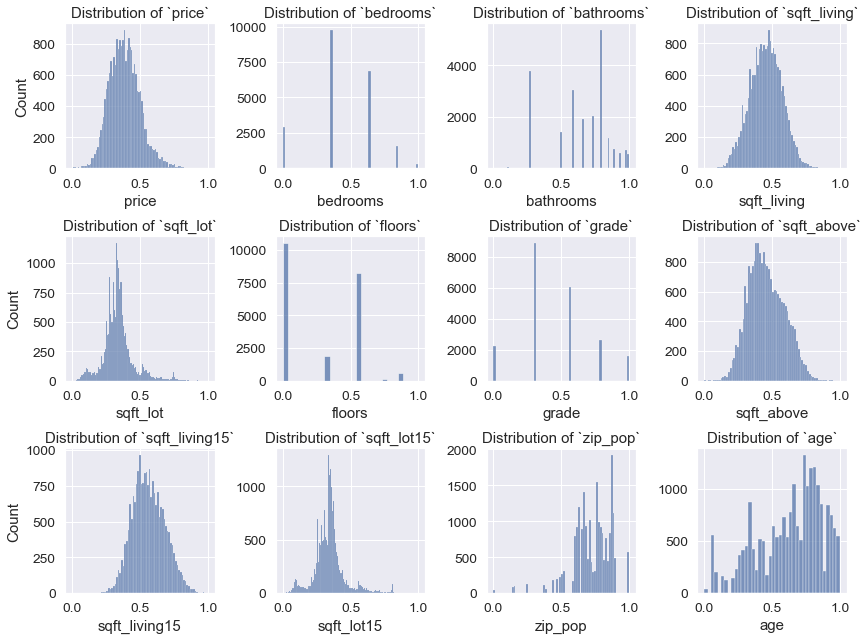 Distribution of `price`
Distribution of `bedrooms`
Distribution of `bathrooms`
Distribution of `sqft_living`
Count
800
600
400
200
0
0.0 0.5 1.0
price
10000
7500
5000
2500
0
0.0 0.5 1.0
bedrooms
4000
2000
0
0.0 0.5 1.0
bathrooms
800
600
400
200
0
0.0 0.5 1.0
sqft_living
Distribution of `sqft_lot`
Distribution of `floors`
Distribution of `grade`
Distribution of `sqft_above`
Count
1000
750
500
250
0
0.0 0.5 1.0
sqft_lot
10000
7500
5000
2500
0
0.0 0.5 1.0
floors
8000
6000
4000
2000
0
0.0 0.5 1.0
grade
800
600
400
200
0
0.0 0.5 1.0
sqft_above
Distribution of `sqft_living15`
Distribution of `sqft_lot15`
Distribution of `zip_pop`
Distribution of `age`
Count
1000
750
500
250
0
0.0 0.5 1.0
sqft_living15
1000
500
0
0.0 0.5 1.0
sqft_lot15
2000
1500
1000
500
0
0.0 0.5 1.0
zip_pop
1000
500
0
0.0 0.5 1.0
age